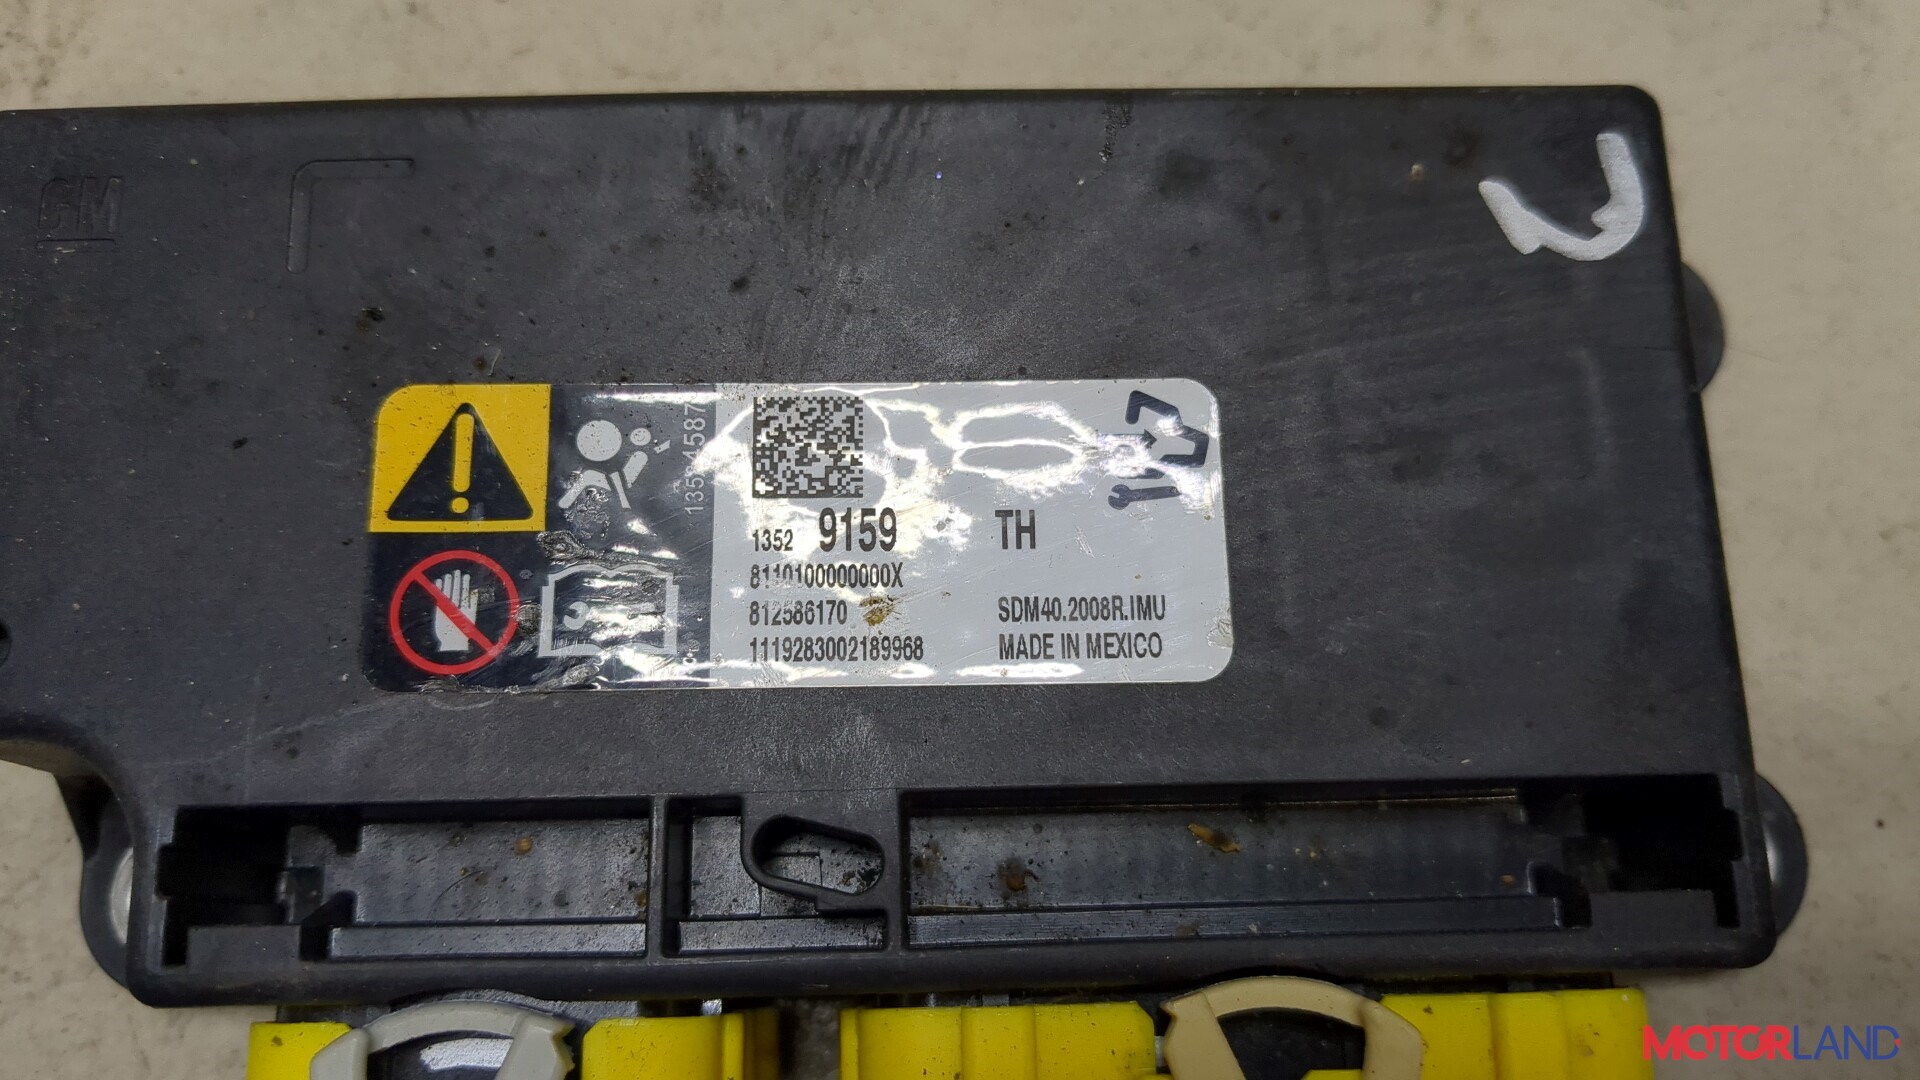 GM
1352 9159 TH
8110100000000X
812586170 SDM40.2008R.IMU
1119283002189968 MADE IN MEXICO
MOTORLAND